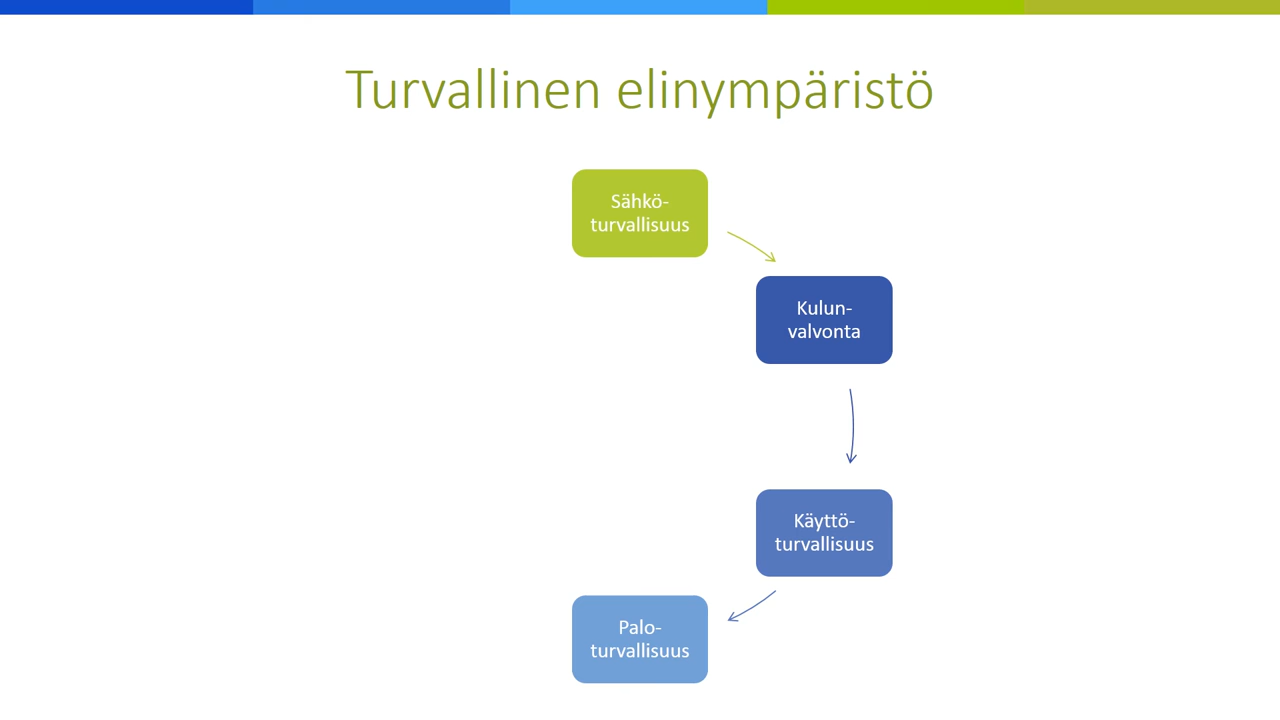 Turvallinen elinympäristö
Sähkö-
turvallisuus
Kulun-
valvonta
Käyttö-
turvallisuus
Palo-
turvallisuus